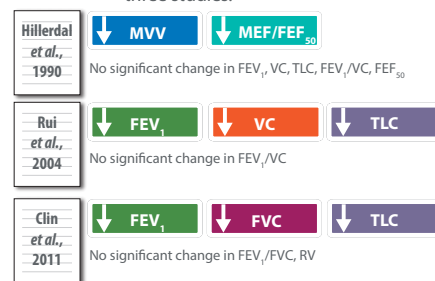 three studies.
Hillerdal
et al.,
1990
MVV
MEF/FEF50
No significant change in FEV1, VC, TLC, FEV1/VC, FEF50
Rui
et al.,
2004
FEV1
VC
TLC
No significant change in FEV1/VC
Clin
et al.,
2011
FEV1
FVC
TLC
No significant change in FEV1/FVC, RV